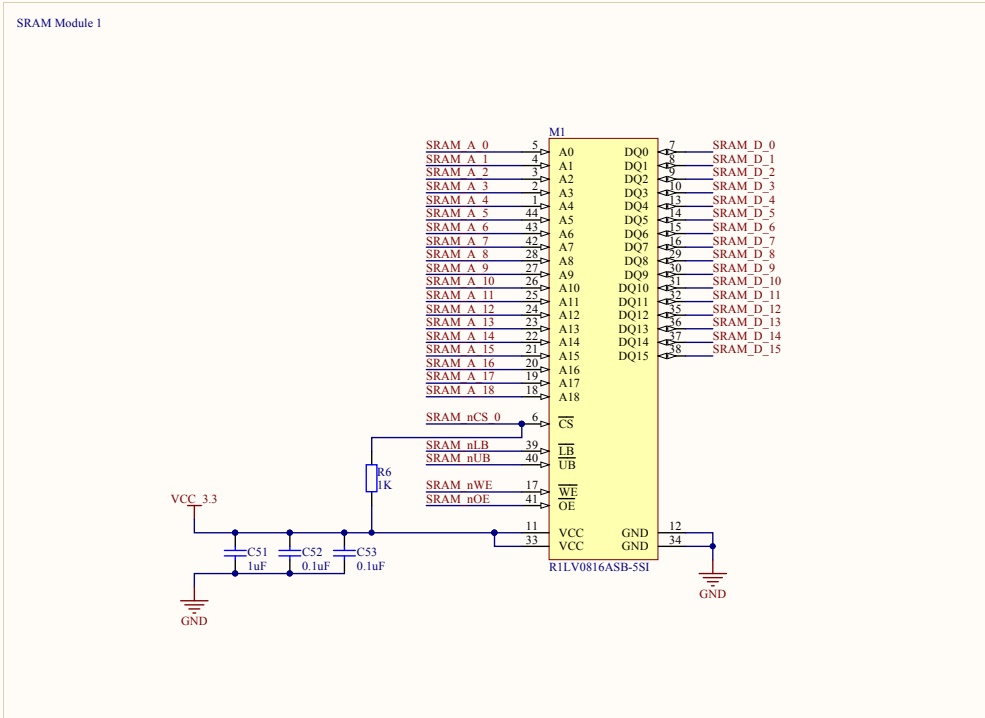 SRAM Module 1
M1
SRAM_A_0 5 A0 DQ0 7 SRAM_D_0
SRAM_A_1 4 A1 DQ1 8 SRAM_D_1
SRAM_A_2 3 A2 DQ2 9 SRAM_D_2
SRAM_A_3 2 A3 DQ3 10 SRAM_D_3
SRAM_A_4 1 A4 DQ4 13 SRAM_D_4
SRAM_A_5 44 A5 DQ5 14 SRAM_D_5
SRAM_A_6 43 A6 DQ6 15 SRAM_D_6
SRAM_A_7 42 A7 DQ7 16 SRAM_D_7
SRAM_A_8 28 A8 DQ8 29 SRAM_D_8
SRAM_A_9 27 A9 DQ9 30 SRAM_D_9
SRAM_A_10 26 A10 DQ10 31 SRAM_D_10
SRAM_A_11 25 A11 DQ11 32 SRAM_D_11
SRAM_A_12 24 A12 DQ12 35 SRAM_D_12
SRAM_A_13 23 A13 DQ13 36 SRAM_D_13
SRAM_A_14 22 A14 DQ14 37 SRAM_D_14
SRAM_A_15 21 A15 DQ15 38 SRAM_D_15
SRAM_A_16 20 A16
SRAM_A_17 19 A17
SRAM_A_18 18 A18
SRAM_nCS_0 6 CS
SRAM_nLB 39 LB
SRAM_nUB 40 UB
R6
1K
SRAM_nWE 17 WE
SRAM_nOE 41 OE
VCC_3.3
11 VCC GND 12
33 VCC GND 34
C51 C52 C53
1uF 0.1uF 0.1uF
R1LV0816ASB-5SI
GND
GND